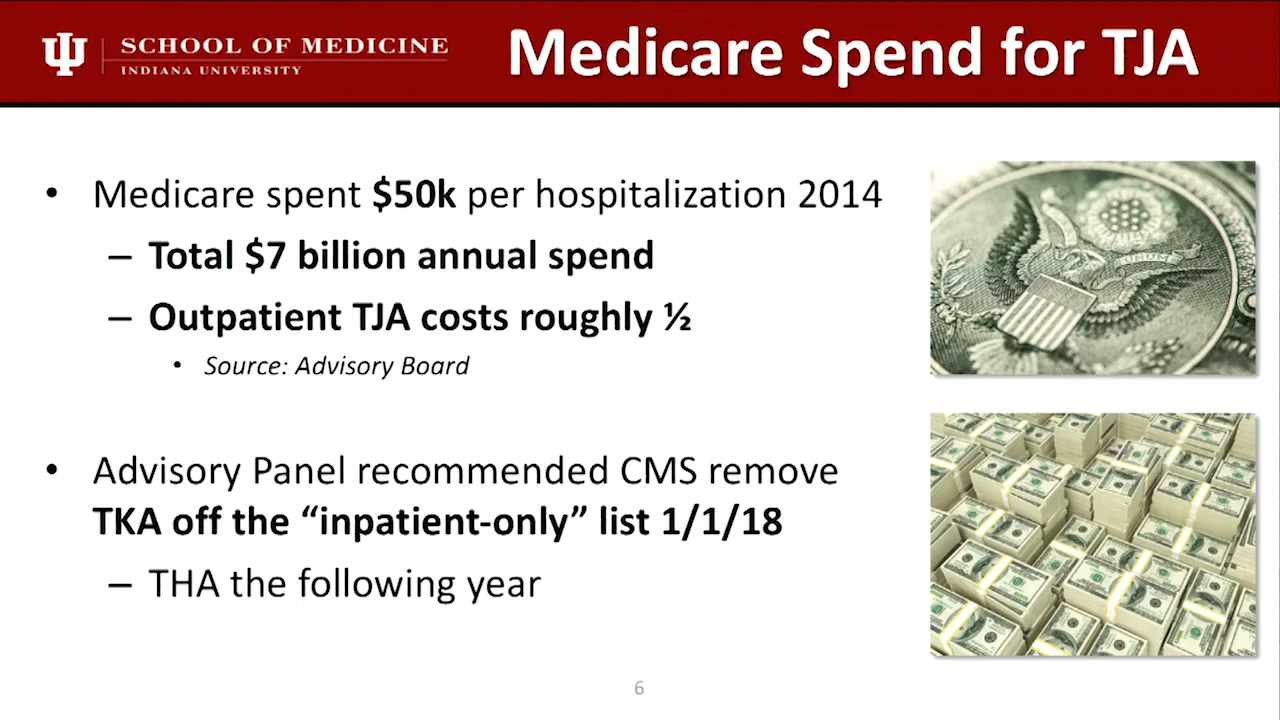 SCHOOL OF MEDICINE
INDIANA UNIVERSITY
Medicare Spend for TJA
• Medicare spent $50k per hospitalization 2014
– Total $7 billion annual spend
– Outpatient TJA costs roughly ½
• Source: Advisory Board
• Advisory Panel recommended CMS remove
TKA off the “inpatient-only” list 1/1/18
– THA the following year
UNUM
6